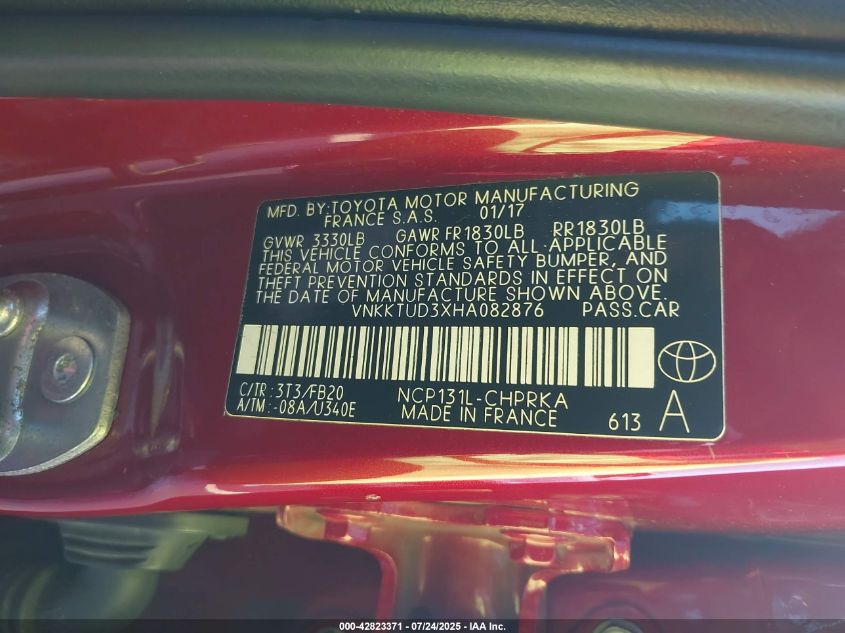 MFD. BY:TOYOTA MOTOR MANUFACTURING
FRANCE S.A.S. 01/17
GVWR 3330LB GAWR FR1830LB RR1830LB
THIS VEHICLE CONFORMS TO ALL APPLICABLE
FEDERAL MOTOR VEHICLE SAFETY BUMPER, AND
THEFT PREVENTION STANDARDS IN EFFECT ON
THE DATE OF MANUFACTURE SHOWN ABOVE.
VNKKTUD3XHA082876 PASS.CAR
C/TR: 3T3/FB20 NCP131L-CHPRKA
A/TM: -08A/U340E MADE IN FRANCE 613 A
000-42823371 - 07/24/2025 - IAA Inc.